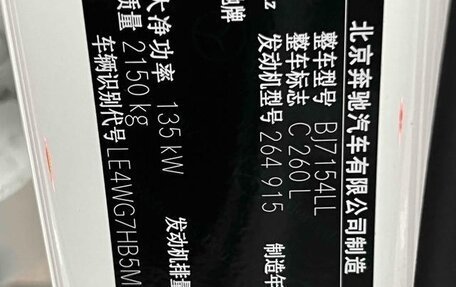 北京奔驰汽车有限公司制造
整车型号 BJ7154LL
整车标志 C 260 L
发动机型号 264 915
制造年
z
大净功率 135 kW
发动机排量
质量 2150 kg
车辆识别代号 LE4WG7HB5M